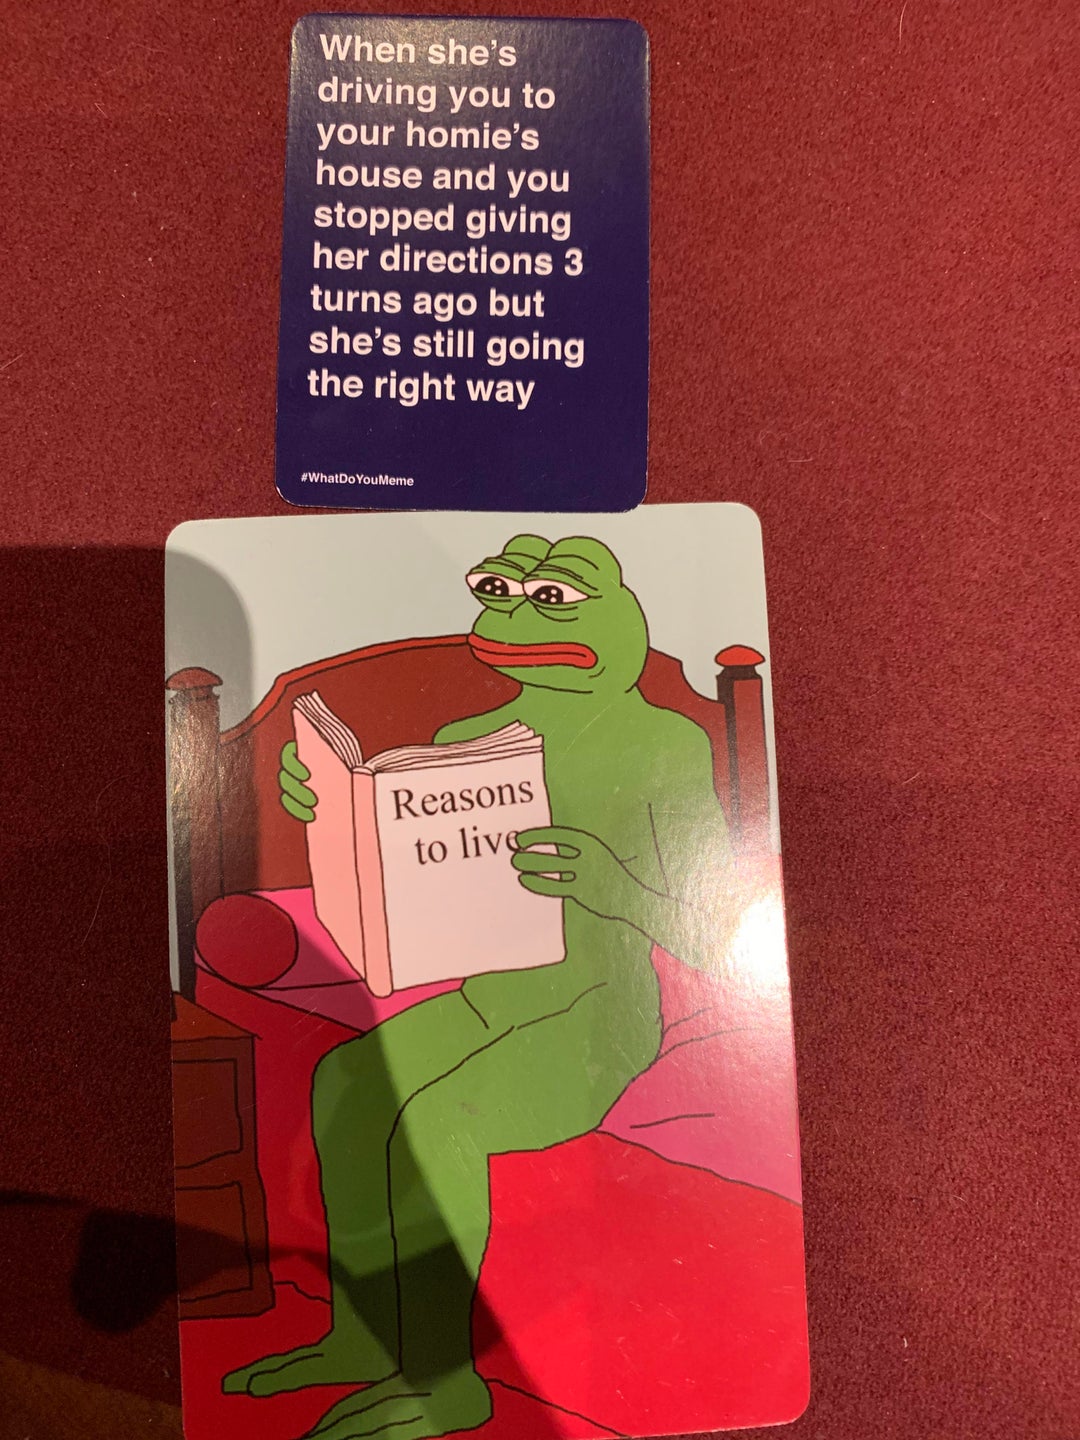 When she’s
driving you to
your homie’s
house and you
stopped giving
her directions 3
turns ago but
she’s still going
the right way
#WhatDoYouMeme
Reasons
to live